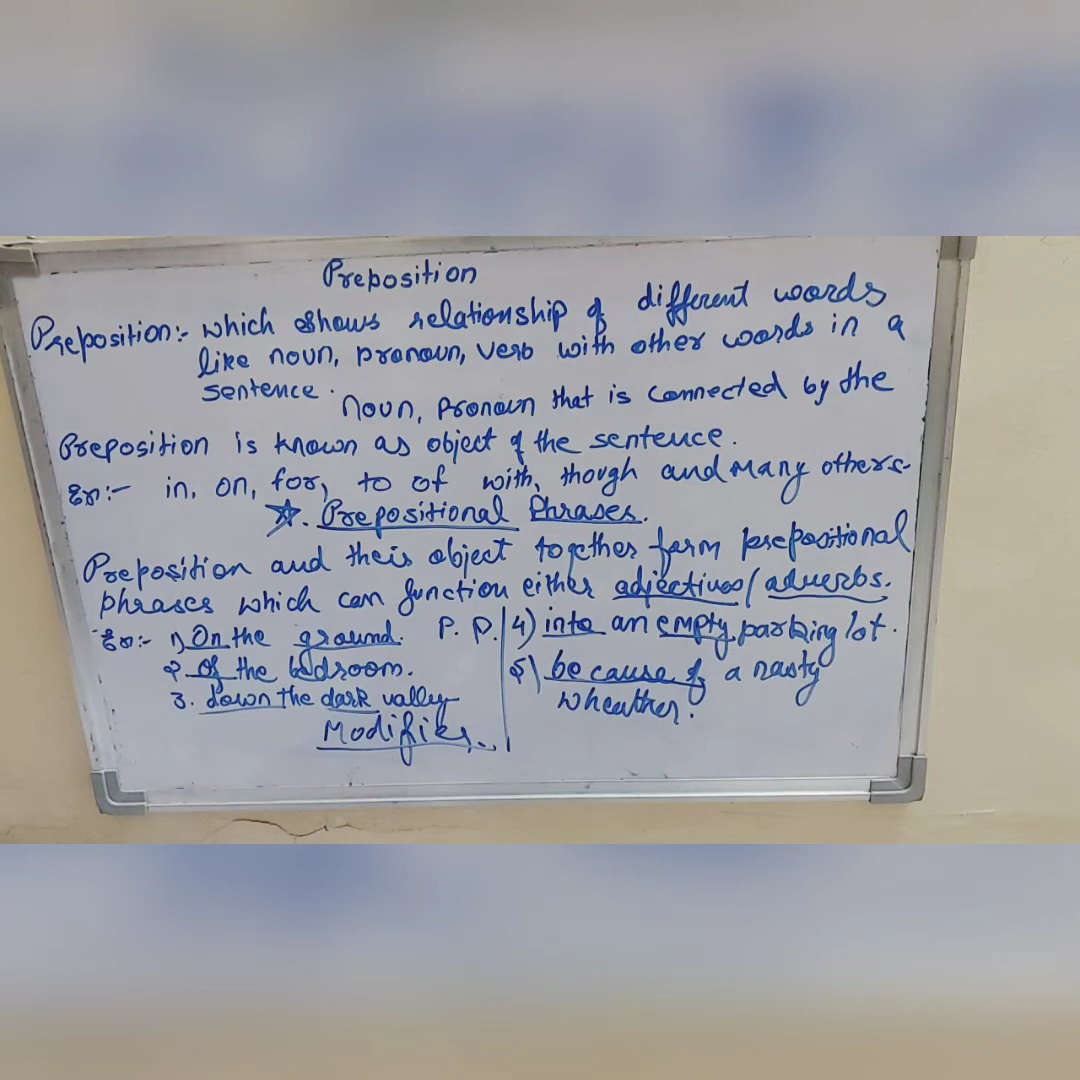 Preposition
Preposition:- which shows relationship of different words
like noun, pronoun, verb with other words in a
sentence.
noun, pronoun that is connected by the
Preposition is known as object of the sentence.
Ex:- in, on, for, to of with, though and many others-
☆. Prepositional Phrases.
Preposition and their object together form prepositional
phrases which can function either adjectives/adverbs.
Ex:- 1) On the ground. P. P.
2 of the bedroom.
3. down the dark valley
Modifier.
4) into an empty parking lot.
5) because of a nasty
wheather.